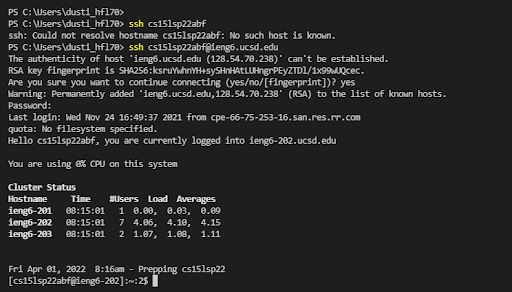 PS C:\Users\dusti_hfl70>
PS C:\Users\dusti_hfl70> ssh cs15lsp22abf
ssh: Could not resolve hostname cs15lsp22abf: No such host is known.
PS C:\Users\dusti_hfl70> ssh cs15lsp22abf@ieng6.ucsd.edu
The authenticity of host 'ieng6.ucsd.edu (128.54.70.238)' can't be established.
RSA key fingerprint is SHA256:ksruYwhnYH+sySHnHAtLUHngrPEyZTDl/1x99wUQcec.
Are you sure you want to continue connecting (yes/no/[fingerprint])? yes
Warning: Permanently added 'ieng6.ucsd.edu,128.54.70.238' (RSA) to the list of known hosts.
Password:
Last login: Wed Nov 24 16:49:37 2021 from cpe-66-75-253-16.san.res.rr.com
quota: No filesystem specified.
Hello cs15lsp22abf, you are currently logged into ieng6-202.ucsd.edu
You are using 0% CPU on this system
Cluster Status
Hostname Time #Users Load Averages
ieng6-201 08:15:01 1 0.00, 0.03, 0.09
ieng6-202 08:15:01 7 4.06, 4.10, 4.15
ieng6-203 08:15:01 2 1.07, 1.08, 1.11
Fri Apr 01, 2022 8:16am - Prepping cs15lsp22
[cs15lsp22abf@ieng6-202]:~:2$